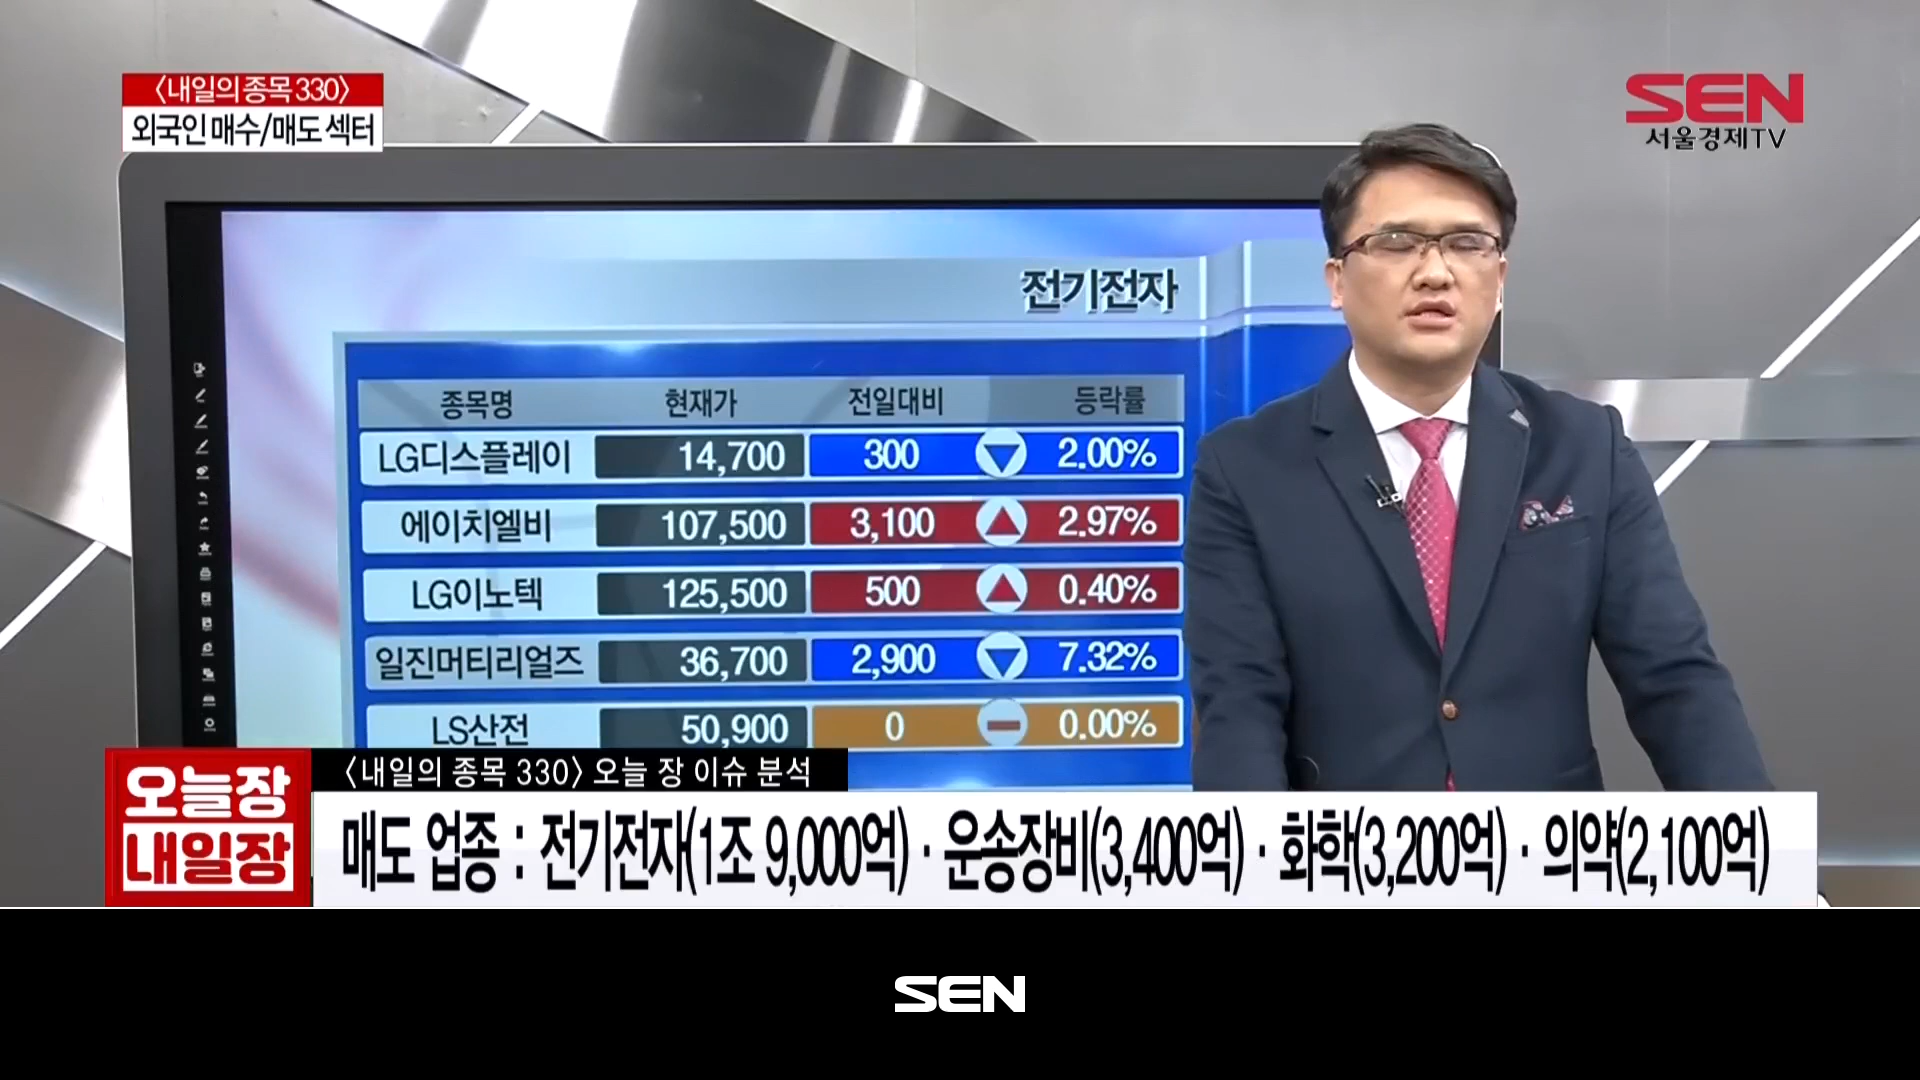 <내일의 종목 330>
외국인 매수/매도 섹터
SEN
서울경제TV
전기전자
종목명 현재가 전일대비 등락률
LG디스플레이 14,700 300 ▼ 2.00%
에이치엘비 107,500 3,100 ▲ 2.97%
LG이노텍 125,500 500 ▲ 0.40%
일진머티리얼즈 36,700 2,900 ▼ 7.32%
LS산전 50,900 0 - 0.00%
오늘장
내일장
<내일의 종목 330> 오늘 장 이슈 분석
매도 업종 : 전기전자(1조 9,000억) · 운송장비(3,400억) · 화학(3,200억) · 의약(2,100억)
SEN